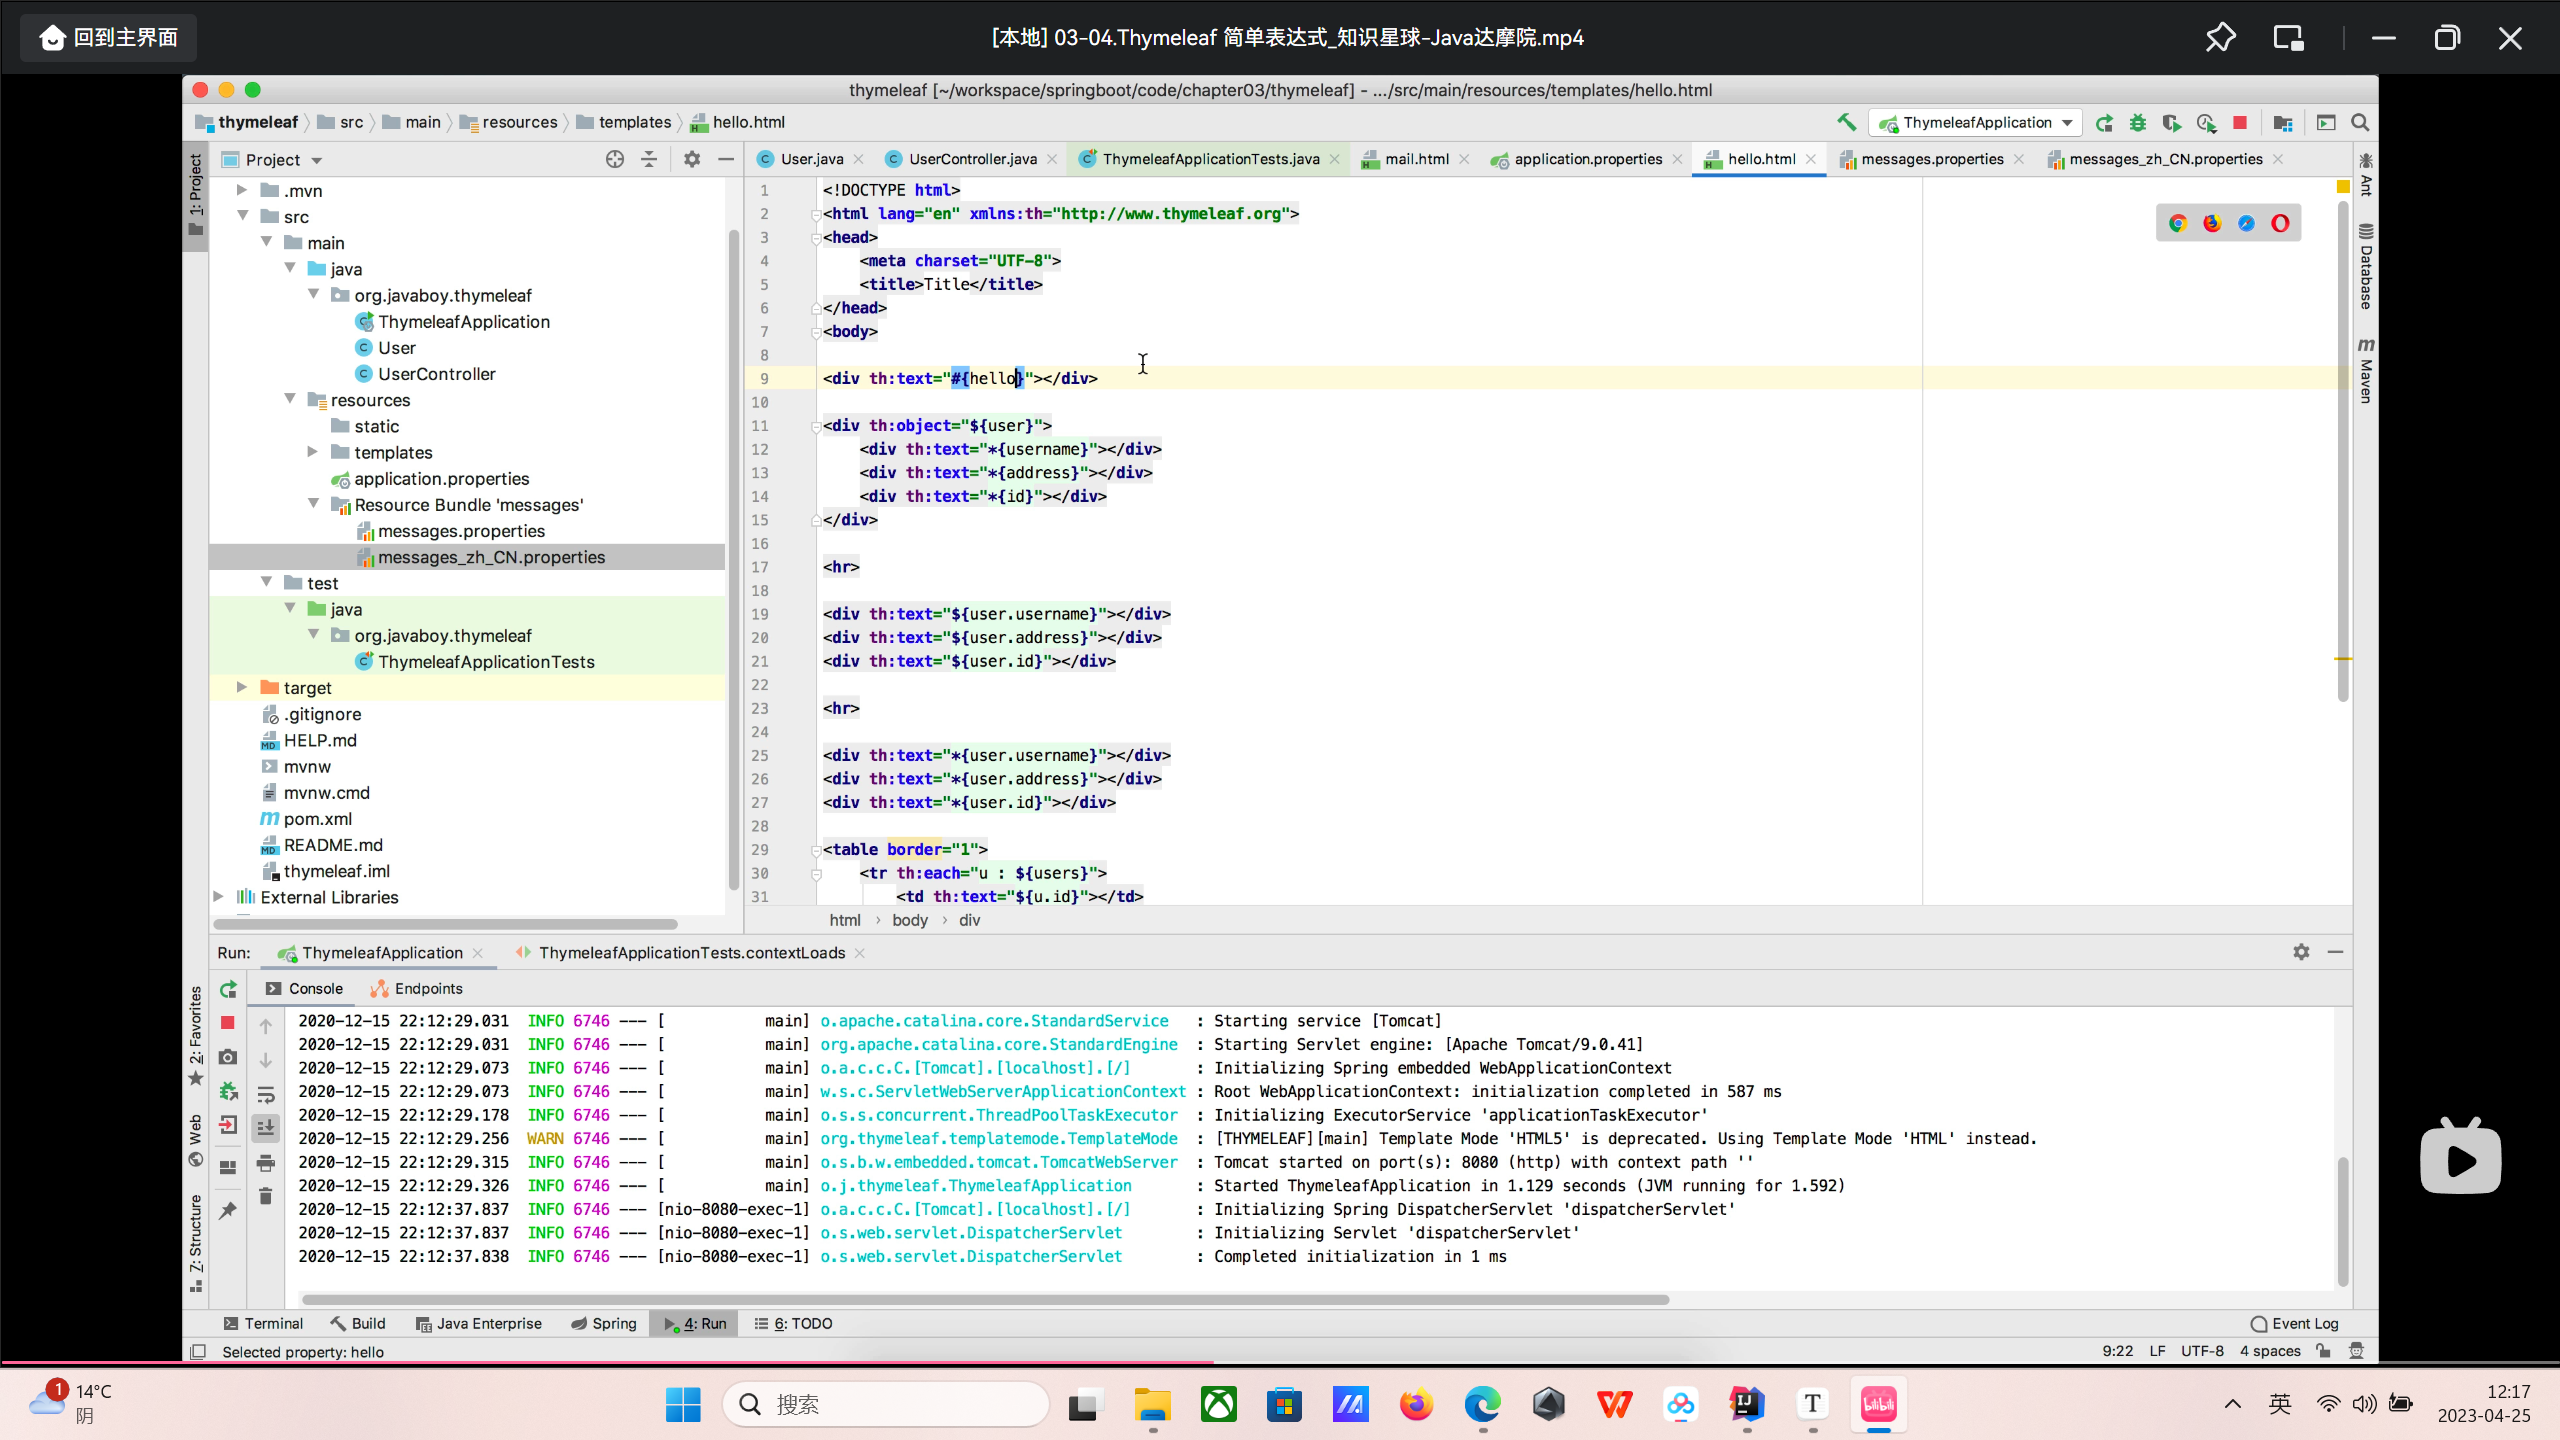 回到主界面
[本地] 03-04.Thymeleaf 简单表达式_知识星球-Java达摩院.mp4
thymeleaf [~/workspace/springboot/code/chapter03/thymeleaf] - .../src/main/resources/templates/hello.html
thymeleaf src main resources templates hello.html
ThymeleafApplication
1: Project
Project
User.java UserController.java ThymeleafApplicationTests.java mail.html application.properties hello.html messages.properties messages_zh_CN.properties
.mvn
src
main
java
org.javaboy.thymeleaf
ThymeleafApplication
User
UserController
resources
static
templates
application.properties
Resource Bundle 'messages'
messages.properties
messages_zh_CN.properties
test
java
org.javaboy.thymeleaf
ThymeleafApplicationTests
target
.gitignore
HELP.md
mvnw
mvnw.cmd
pom.xml
README.md
thymeleaf.iml
External Libraries
1 <!DOCTYPE html>
2 <html lang="en" xmlns:th="http://www.thymeleaf.org">
3 <head>
4 <meta charset="UTF-8">
5 <title>Title</title>
6 </head>
7 <body>
8
9 <div th:text="#{hello}"></div>
10
11 <div th:object="${user}">
12 <div th:text="*{username}"></div>
13 <div th:text="*{address}"></div>
14 <div th:text="*{id}"></div>
15 </div>
16
17 <hr>
18
19 <div th:text="${user.username}"></div>
20 <div th:text="${user.address}"></div>
21 <div th:text="${user.id}"></div>
22
23 <hr>
24
25 <div th:text="*{user.username}"></div>
26 <div th:text="*{user.address}"></div>
27 <div th:text="*{user.id}"></div>
28
29 <table border="1">
30 <tr th:each="u : ${users}">
31 <td th:text="${u.id}"></td>
html body div
Ant
Database
Maven
Run: ThymeleafApplication ThymeleafApplicationTests.contextLoads
Console Endpoints
2: Favorites
Web
7: Structure
2020-12-15 22:12:29.031 INFO 6746 --- [ main] o.apache.catalina.core.StandardService : Starting service [Tomcat]
2020-12-15 22:12:29.031 INFO 6746 --- [ main] org.apache.catalina.core.StandardEngine : Starting Servlet engine: [Apache Tomcat/9.0.41]
2020-12-15 22:12:29.073 INFO 6746 --- [ main] o.a.c.c.C.[Tomcat].[localhost].[/] : Initializing Spring embedded WebApplicationContext
2020-12-15 22:12:29.073 INFO 6746 --- [ main] w.s.c.ServletWebServerApplicationContext : Root WebApplicationContext: initialization completed in 587 ms
2020-12-15 22:12:29.178 INFO 6746 --- [ main] o.s.s.concurrent.ThreadPoolTaskExecutor : Initializing ExecutorService 'applicationTaskExecutor'
2020-12-15 22:12:29.256 WARN 6746 --- [ main] org.thymeleaf.templatemode.TemplateMode : [THYMELEAF][main] Template Mode 'HTML5' is deprecated. Using Template Mode 'HTML' instead.
2020-12-15 22:12:29.315 INFO 6746 --- [ main] o.s.b.w.embedded.tomcat.TomcatWebServer : Tomcat started on port(s): 8080 (http) with context path ''
2020-12-15 22:12:29.326 INFO 6746 --- [ main] o.j.thymeleaf.ThymeleafApplication : Started ThymeleafApplication in 1.129 seconds (JVM running for 1.592)
2020-12-15 22:12:37.837 INFO 6746 --- [nio-8080-exec-1] o.a.c.c.C.[Tomcat].[localhost].[/] : Initializing Spring DispatcherServlet 'dispatcherServlet'
2020-12-15 22:12:37.837 INFO 6746 --- [nio-8080-exec-1] o.s.web.servlet.DispatcherServlet : Initializing Servlet 'dispatcherServlet'
2020-12-15 22:12:37.838 INFO 6746 --- [nio-8080-exec-1] o.s.web.servlet.DispatcherServlet : Completed initialization in 1 ms
Terminal Build Java Enterprise Spring 4: Run 6: TODO Event Log
Selected property: hello 9:22 LF UTF-8 4 spaces
1 14°C
阴
搜索
bilibili
英
12:17
2023-04-25